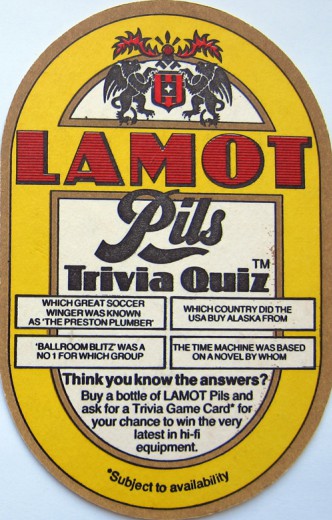 LAMOT
Pils
Trivia Quiz™
WHICH GREAT SOCCER
WINGER WAS KNOWN
AS 'THE PRESTON PLUMBER'
WHICH COUNTRY DID THE
USA BUY ALASKA FROM
'BALLROOM BLITZ' WAS A
NO 1 FOR WHICH GROUP
THE TIME MACHINE WAS BASED
ON A NOVEL BY WHOM
Think you know the answers?
Buy a bottle of LAMOT Pils and
ask for a Trivia Game Card* for
your chance to win the very
latest in hi-fi
equipment.
*Subject to availability